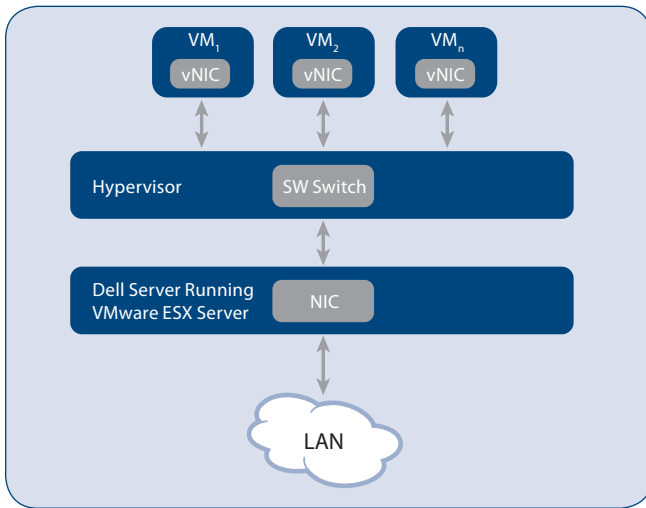 VM₁
VM₂
VMₙ
vNIC
vNIC
vNIC
Hypervisor
SW Switch
Dell Server Running
VMware ESX Server
NIC
LAN